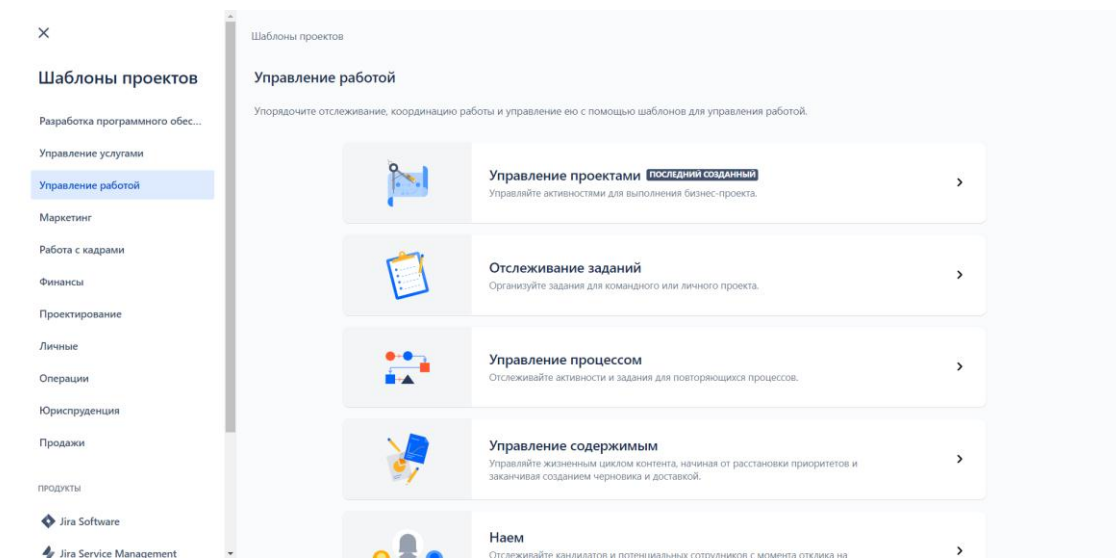 Шаблоны проектов
Разработка программного обес...
Управление услугами
Управление работой
Маркетинг
Работа с кадрами
Финансы
Проектирование
Личные
Операции
Юриспруденция
Продажи
ПРОДУКТЫ
Jira Software
Jira Service Management
Шаблоны проектов
Управление работой
Упорядочите отслеживание, координацию работы и управление ею с помощью шаблонов для управления работой.
Управление проектами ПОСЛЕДНИЙ СОЗДАННЫЙ
Управляйте активностями для выполнения бизнес-проекта.
Отслеживание заданий
Организуйте задания для командного или личного проекта.
Управление процессом
Отслеживайте активности и задания для повторяющихся процессов.
Управление содержимым
Управляйте жизненным циклом контента, начиная от расстановки приоритетов и
заканчивая созданием черновика и доставкой.
Наем
Отслеживайте кандидатов и потенциальных сотрудников с момента отклика на